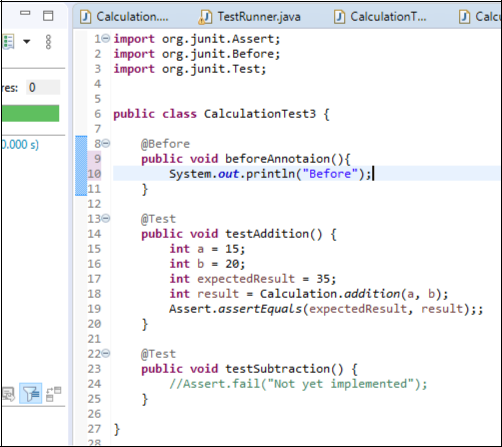 Calculation....
TestRunner.java
CalculationT...
Calc
res: 0
0.000 s)
1 import org.junit.Assert;
2 import org.junit.Before;
3 import org.junit.Test;
4
5
6 public class CalculationTest3 {
7
8 @Before
9 public void beforeAnnotaion(){
10 System.out.println("Before");
11 }
12
13 @Test
14 public void testAddition() {
15 int a = 15;
16 int b = 20;
17 int expectedResult = 35;
18 int result = Calculation.addition(a, b);
19 Assert.assertEquals(expectedResult, result);;
20 }
21
22 @Test
23 public void testSubtraction() {
24 //Assert.fail("Not yet implemented");
25 }
26
27 }
28